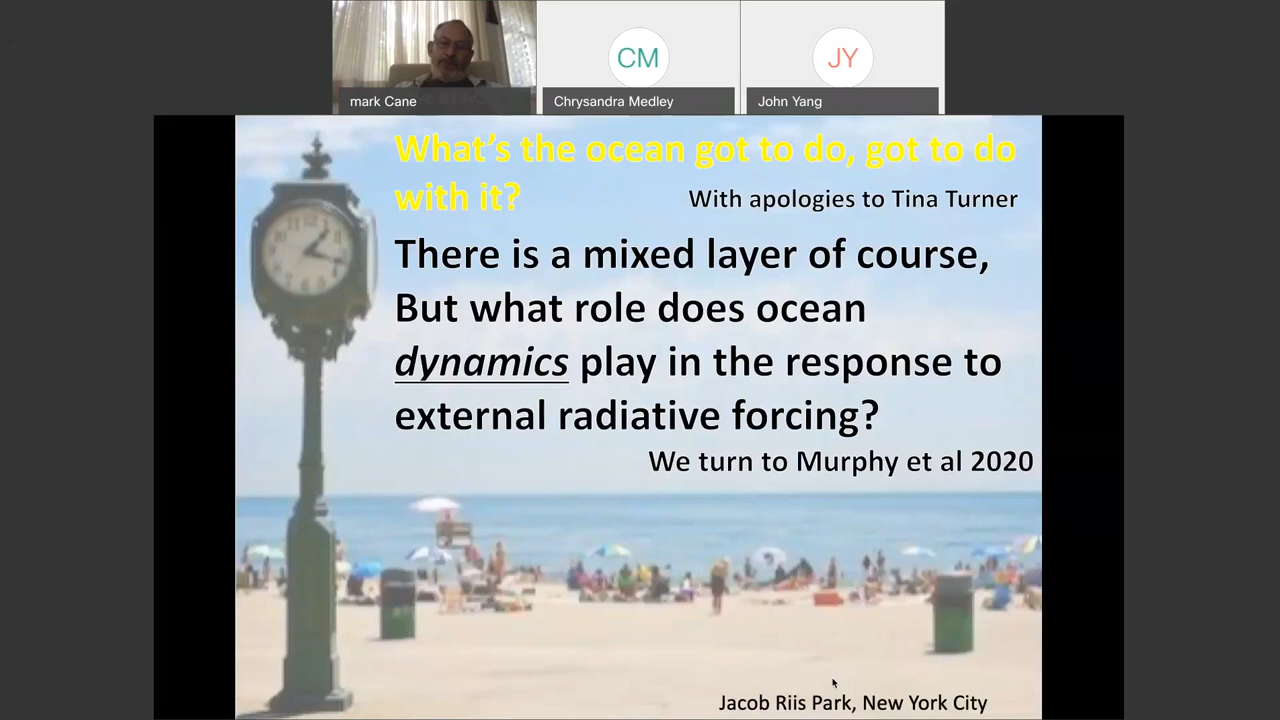 CM
JY
mark Cane
Chrysandra Medley
John Yang
What's the ocean got to do, got to do
with it?
With apologies to Tina Turner
There is a mixed layer of course,
But what role does ocean
dynamics play in the response to
external radiative forcing?
We turn to Murphy et al 2020
Jacob Riis Park, New York City